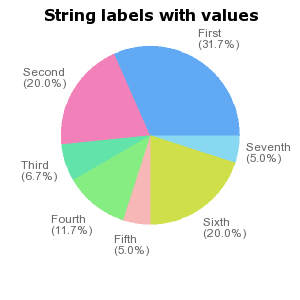 String labels with values
First
(31.7%)
Second
(20.0%)
Third
(6.7%)
Fourth
(11.7%)
Fifth
(5.0%)
Sixth
(20.0%)
Seventh
(5.0%)